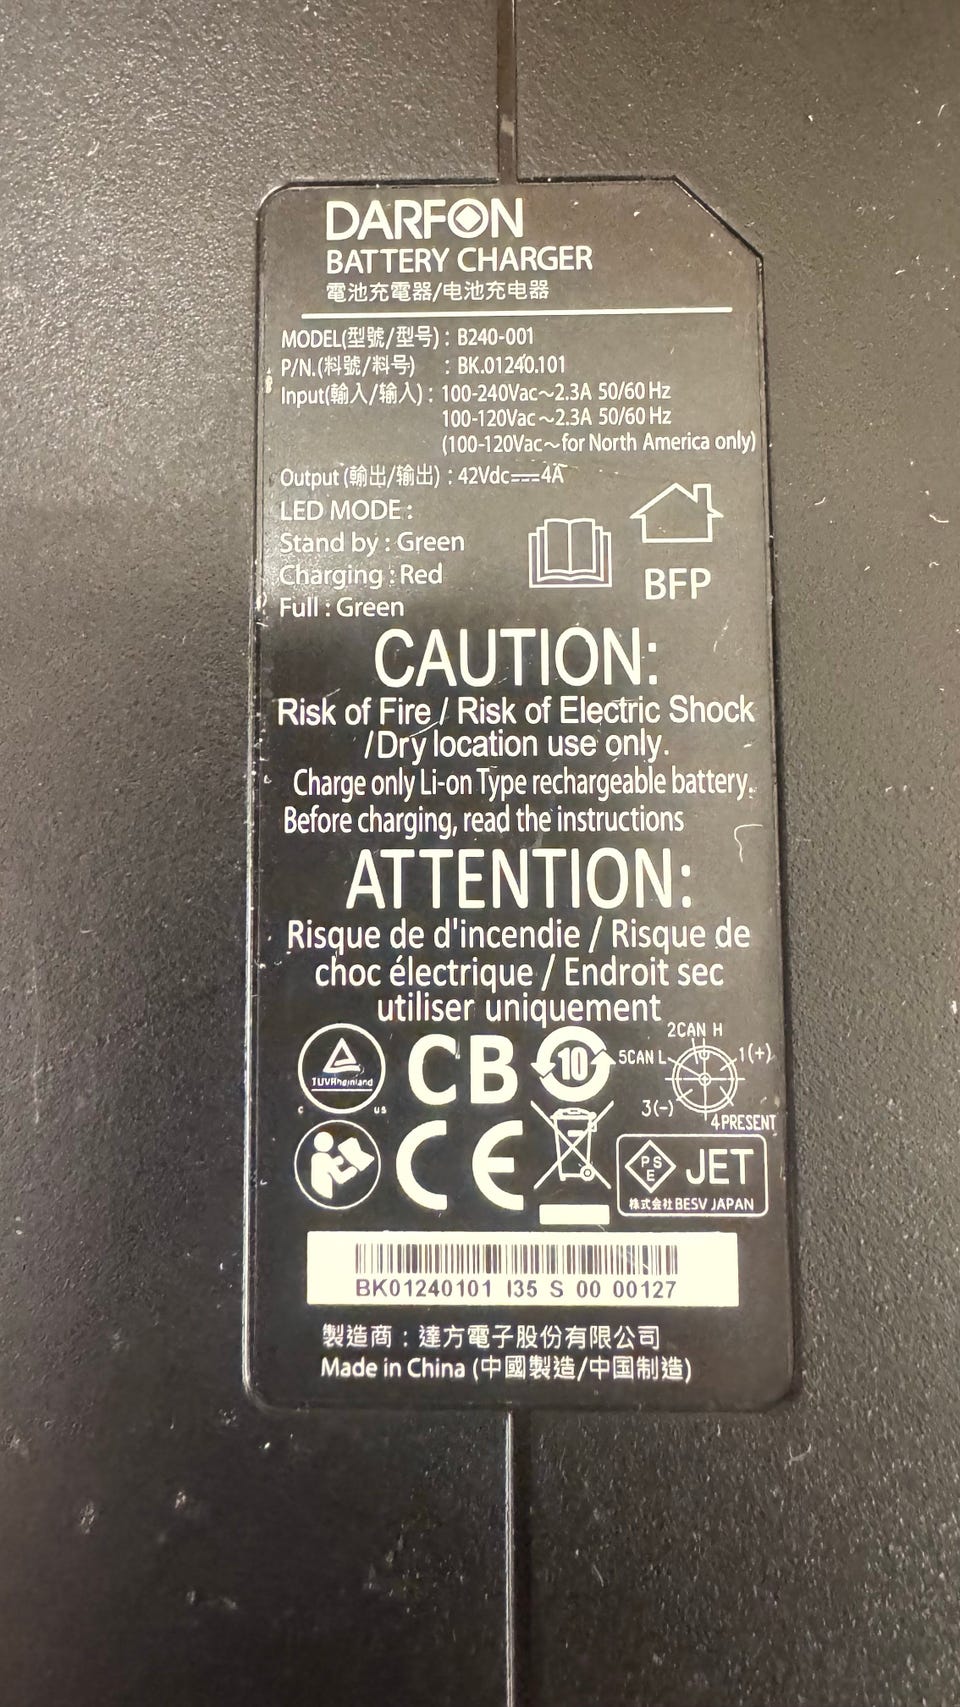 DARFON
BATTERY CHARGER
電池充電器/电池充电器
MODEL(型號/型号) : B240-001
P/N.(料號/料号) : BK.01240.101
Input(輸入/输入) : 100-240Vac～2.3A 50/60 Hz
100-120Vac～2.3A 50/60 Hz
(100-120Vac～for North America only)
Output (輸出/输出) : 42Vdc⎓4A
LED MODE :
Stand by : Green
Charging : Red
Full : Green
BFP
CAUTION:
Risk of Fire / Risk of Electric Shock
/Dry location use only.
Charge only Li-on Type rechargeable battery.
Before charging, read the instructions
ATTENTION:
Risque de d'incendie / Risque de
choc électrique / Endroit sec
utiliser uniquement
TUVRheinland
C US
CB
10
2CAN H
5CAN L
1(+)
3(-)
4PRESENT
CE
PSE JET
株式会社BESV JAPAN
BK01240101 I35 S 00 00127
製造商 : 達方電子股份有限公司
Made in China (中國製造/中国制造)